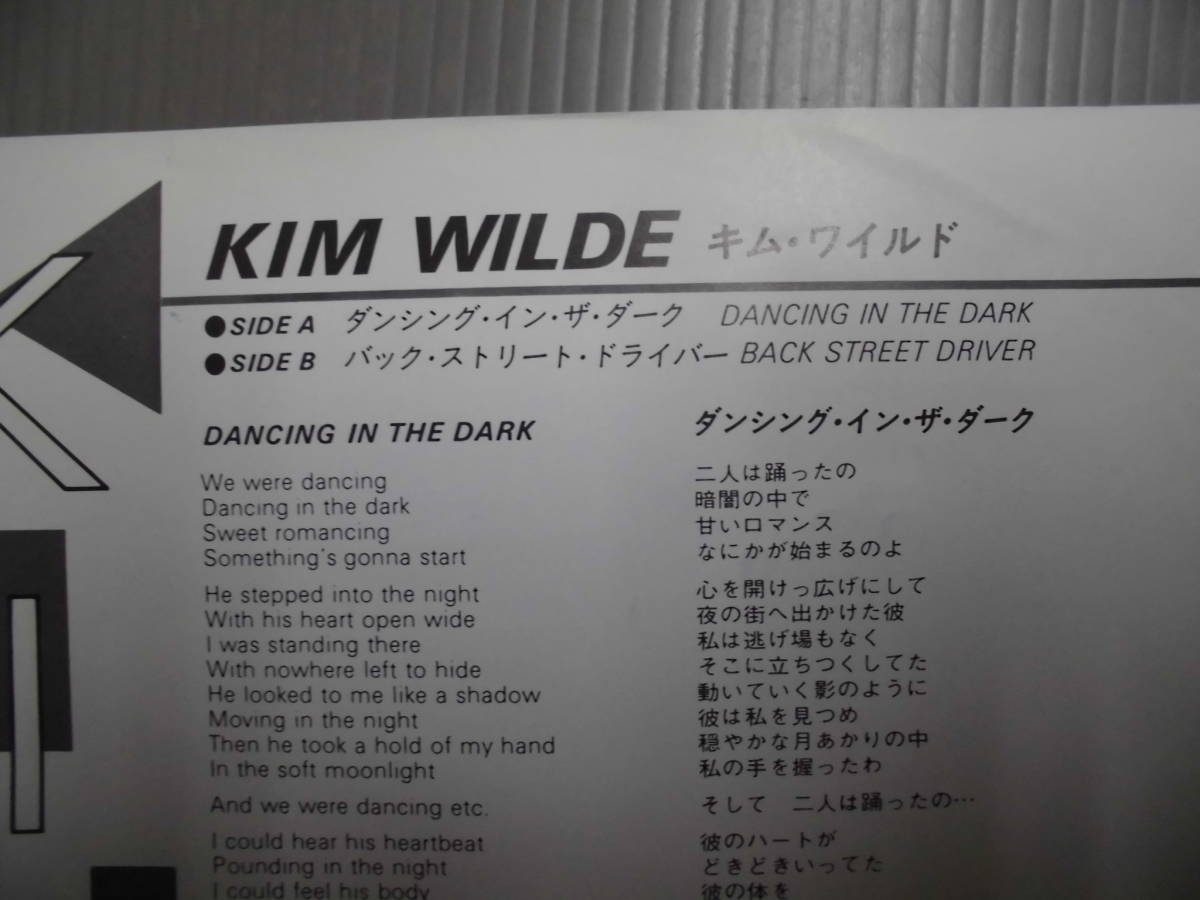 KIM WILDE キム・ワイルド
●SIDE A ダンシング・イン・ザ・ダーク DANCING IN THE DARK
●SIDE B バック・ストリート・ドライバー BACK STREET DRIVER
DANCING IN THE DARK
We were dancing
Dancing in the dark
Sweet romancing
Something's gonna start
He stepped into the night
With his heart open wide
I was standing there
With nowhere left to hide
He looked to me like a shadow
Moving in the night
Then he took a hold of my hand
In the soft moonlight
And we were dancing etc.
I could hear his heartbeat
Pounding in the night
I could feel his body
ダンシング・イン・ザ・ダーク
二人は踊ったの
暗闇の中で
甘いロマンス
なにかが始まるのよ
心を開けっ広げにして
夜の街へ出かけた彼
私は逃げ場もなく
そこに立ちつくしてた
動いていく影のように
彼は私を見つめ
穏やかな月あかりの中
私の手を握ったわ
そして 二人は踊ったの…
彼のハートが
どきどきいってた
彼の体を